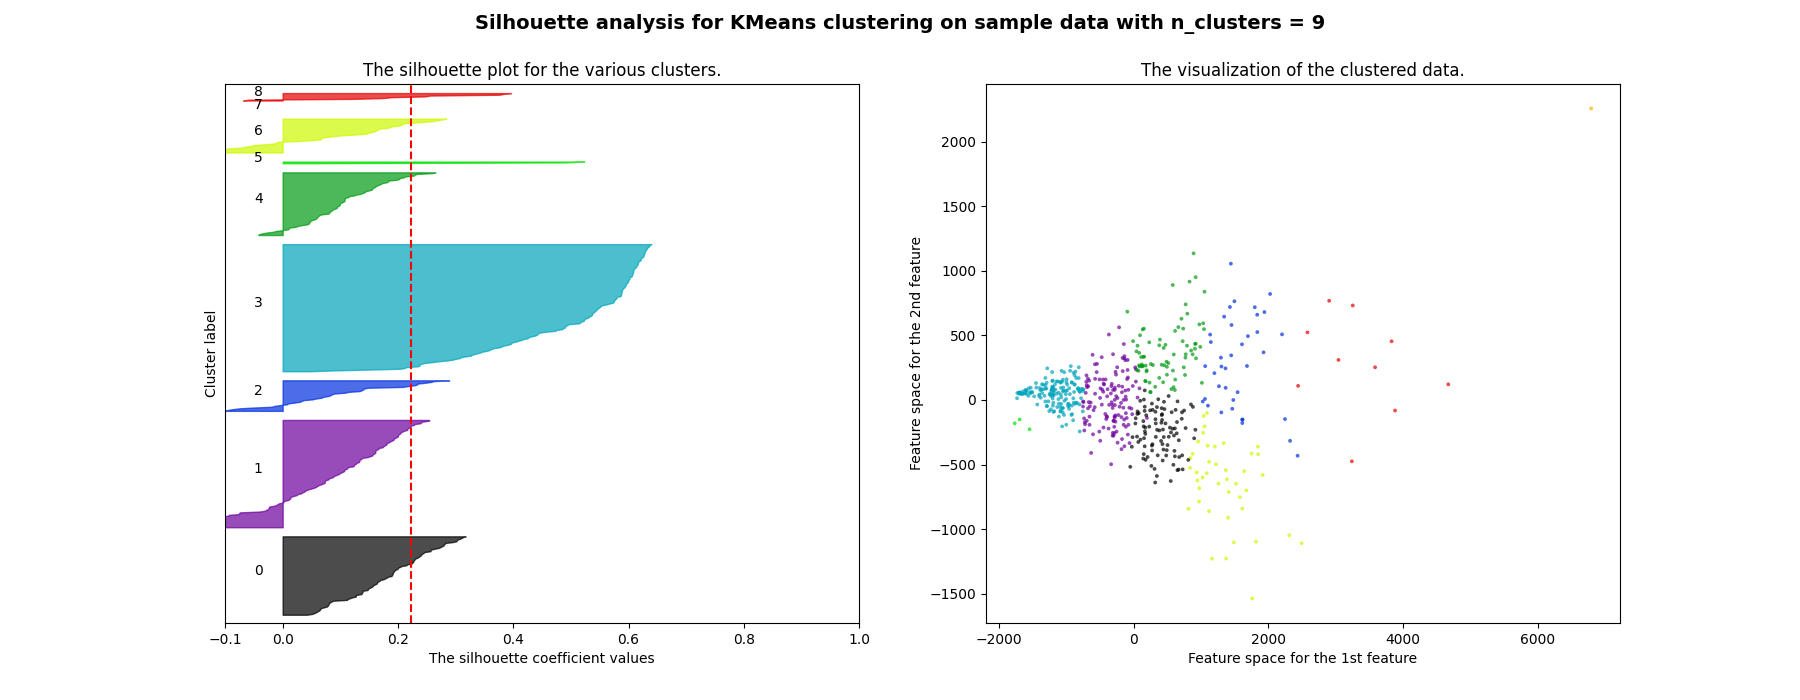 Silhouette analysis for KMeans clustering on sample data with n_clusters = 9
The silhouette plot for the various clusters.
8
7
6
5
4
3
2
1
0
Cluster label
−0.1 0.0 0.2 0.4 0.6 0.8 1.0
The silhouette coefficient values
The visualization of the clustered data.
2000
1500
1000
500
0
−500
−1000
−1500
Feature space for the 2nd feature
−2000 0 2000 4000 6000
Feature space for the 1st feature